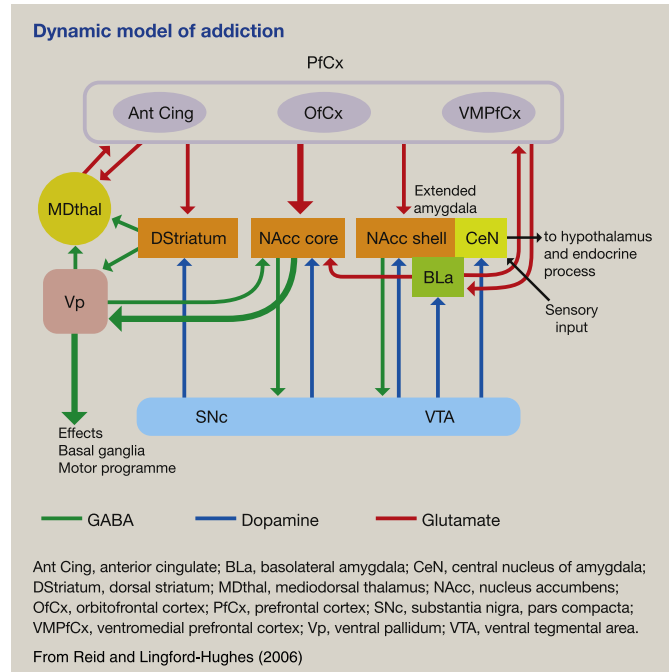 Dynamic model of addiction
PfCx
Ant Cing
OfCx
VMPfCx
MDthal
Extended
amygdala
DStriatum
NAcc core
NAcc shell
CeN
to hypothalamus
and endocrine
process
BLa
Vp
Sensory
input
SNc
VTA
Effects
Basal ganglia
Motor programme
GABA
Dopamine
Glutamate
Ant Cing, anterior cingulate; BLa, basolateral amygdala; CeN, central nucleus of amygdala;
DStriatum, dorsal striatum; MDthal, mediodorsal thalamus; NAcc, nucleus accumbens;
OfCx, orbitofrontal cortex; PfCx, prefrontal cortex; SNc, substantia nigra, pars compacta;
VMPfCx, ventromedial prefrontal cortex; Vp, ventral pallidum; VTA, ventral tegmental area.
From Reid and Lingford-Hughes (2006)